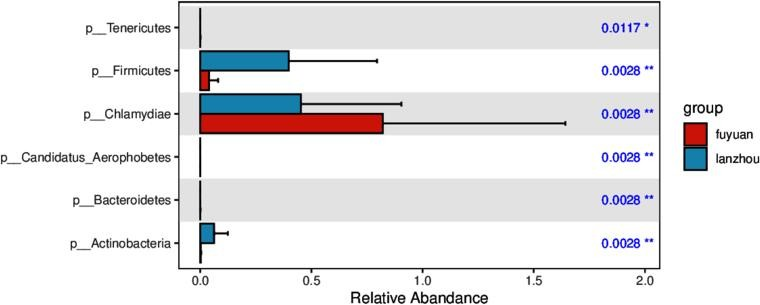 p__Tenericutes 0.0117 *
p__Firmicutes 0.0028 **
p__Chlamydiae 0.0028 **
p__Candidatus_Aerophobetes 0.0028 **
p__Bacteroidetes 0.0028 **
p__Actinobacteria 0.0028 **
group
fuyuan
lanzhou
0.0 0.5 1.0 1.5 2.0
Relative Abundance